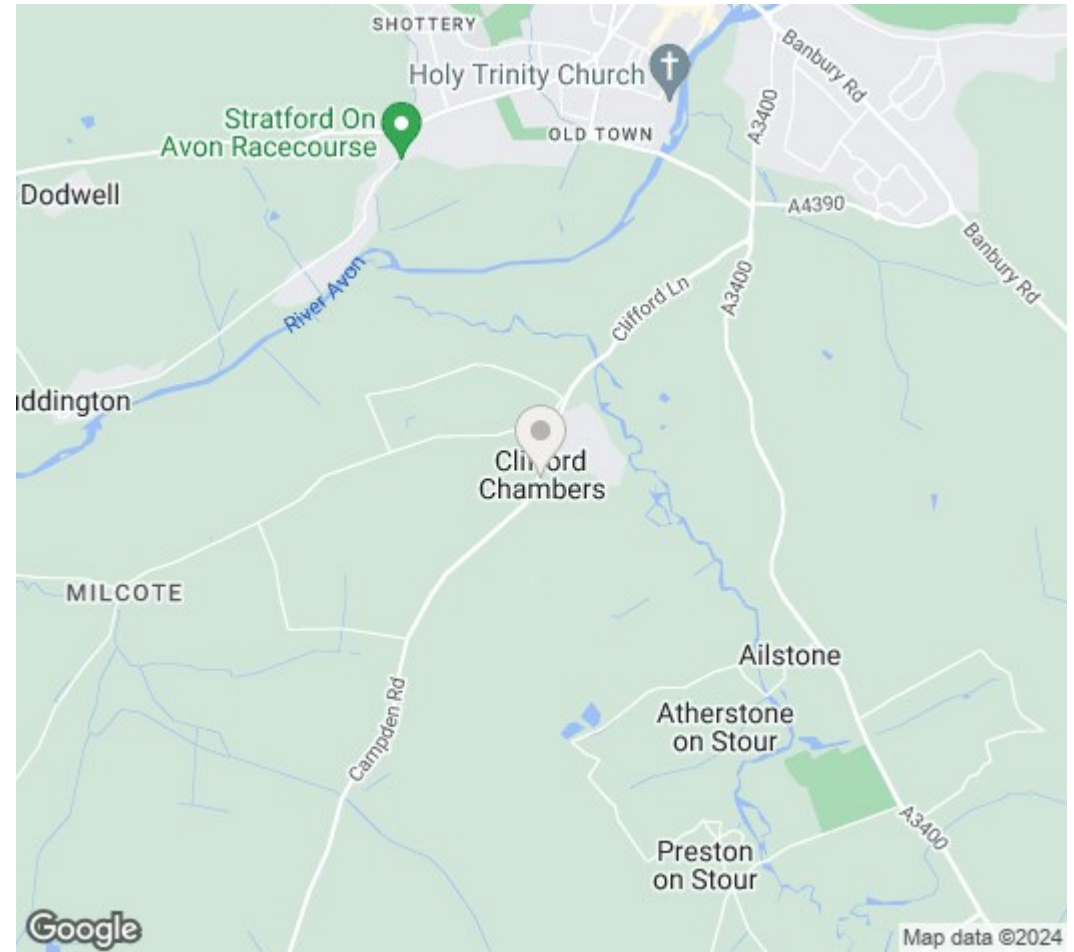 SHOTTERY
Banbury Rd
Holy Trinity Church
Stratford On
Avon Racecourse
OLD TOWN
A3400
Dodwell
A4390
Banbury Rd
River Avon
A3400
Clifford Ln
addington
Clifford
Chambers
MILCOTE
Ailstone
Campden Rd
Atherstone
on Stour
A3400
Preston
on Stour
Google
Map data ©2024